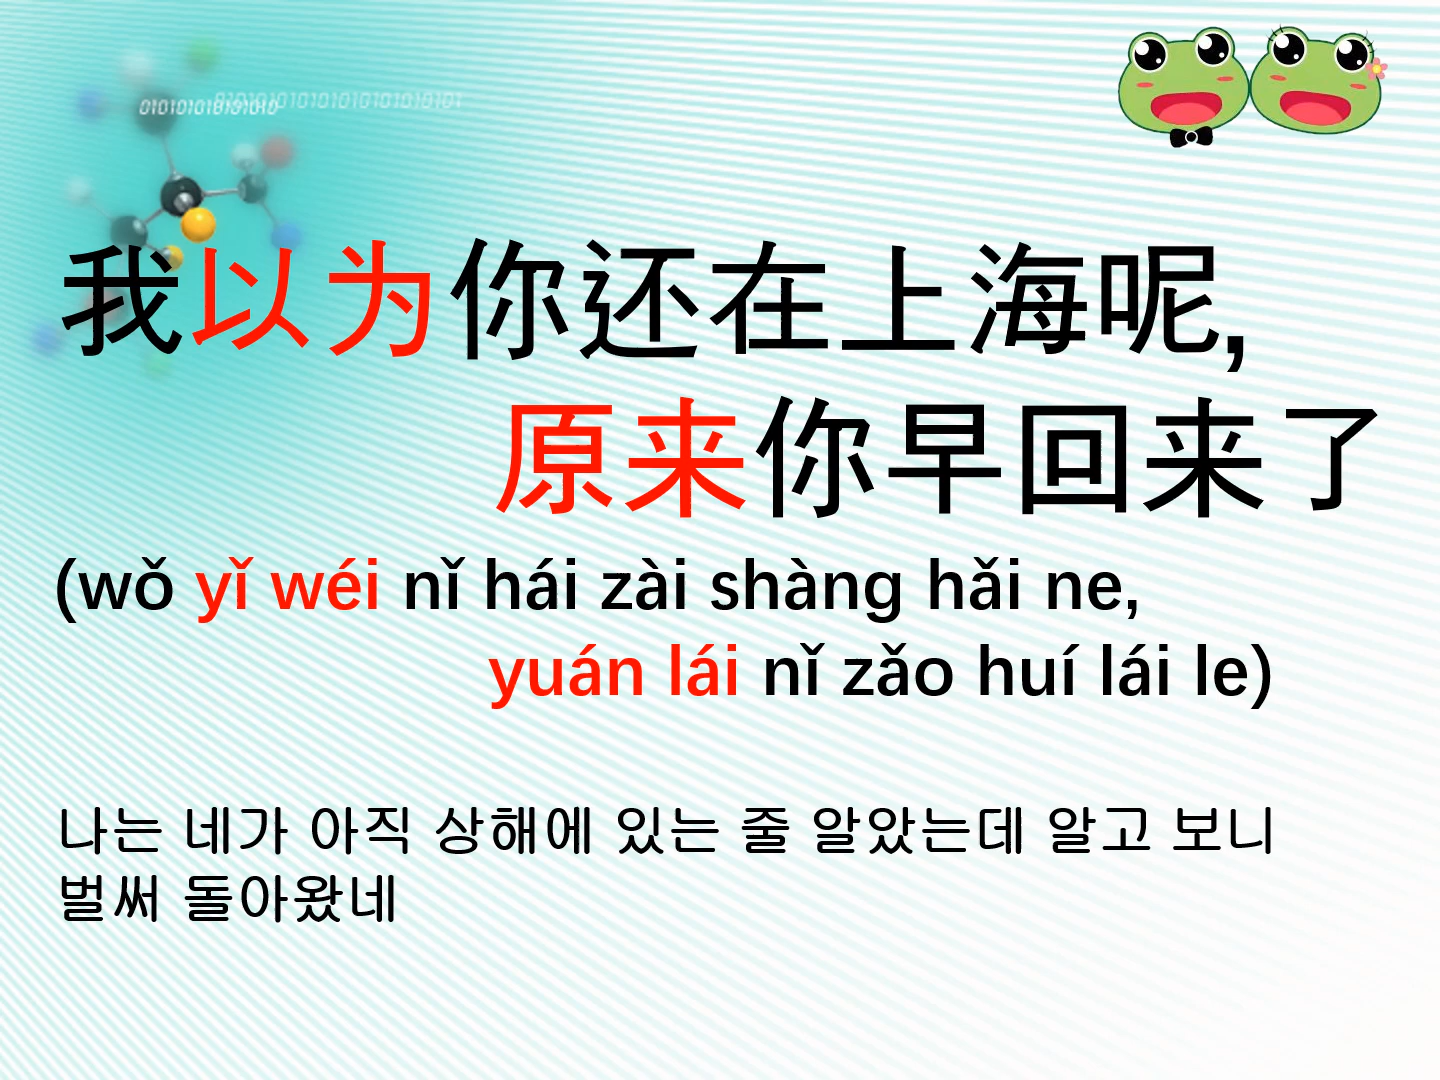 01010101010101010101010101
我以为你还在上海呢,
原来你早回来了
(wǒ yǐ wéi nǐ hái zài shàng hǎi ne,
yuán lái nǐ zǎo huí lái le)
나는 네가 아직 상해에 있는 줄 알았는데 알고 보니
벌써 돌아왔네